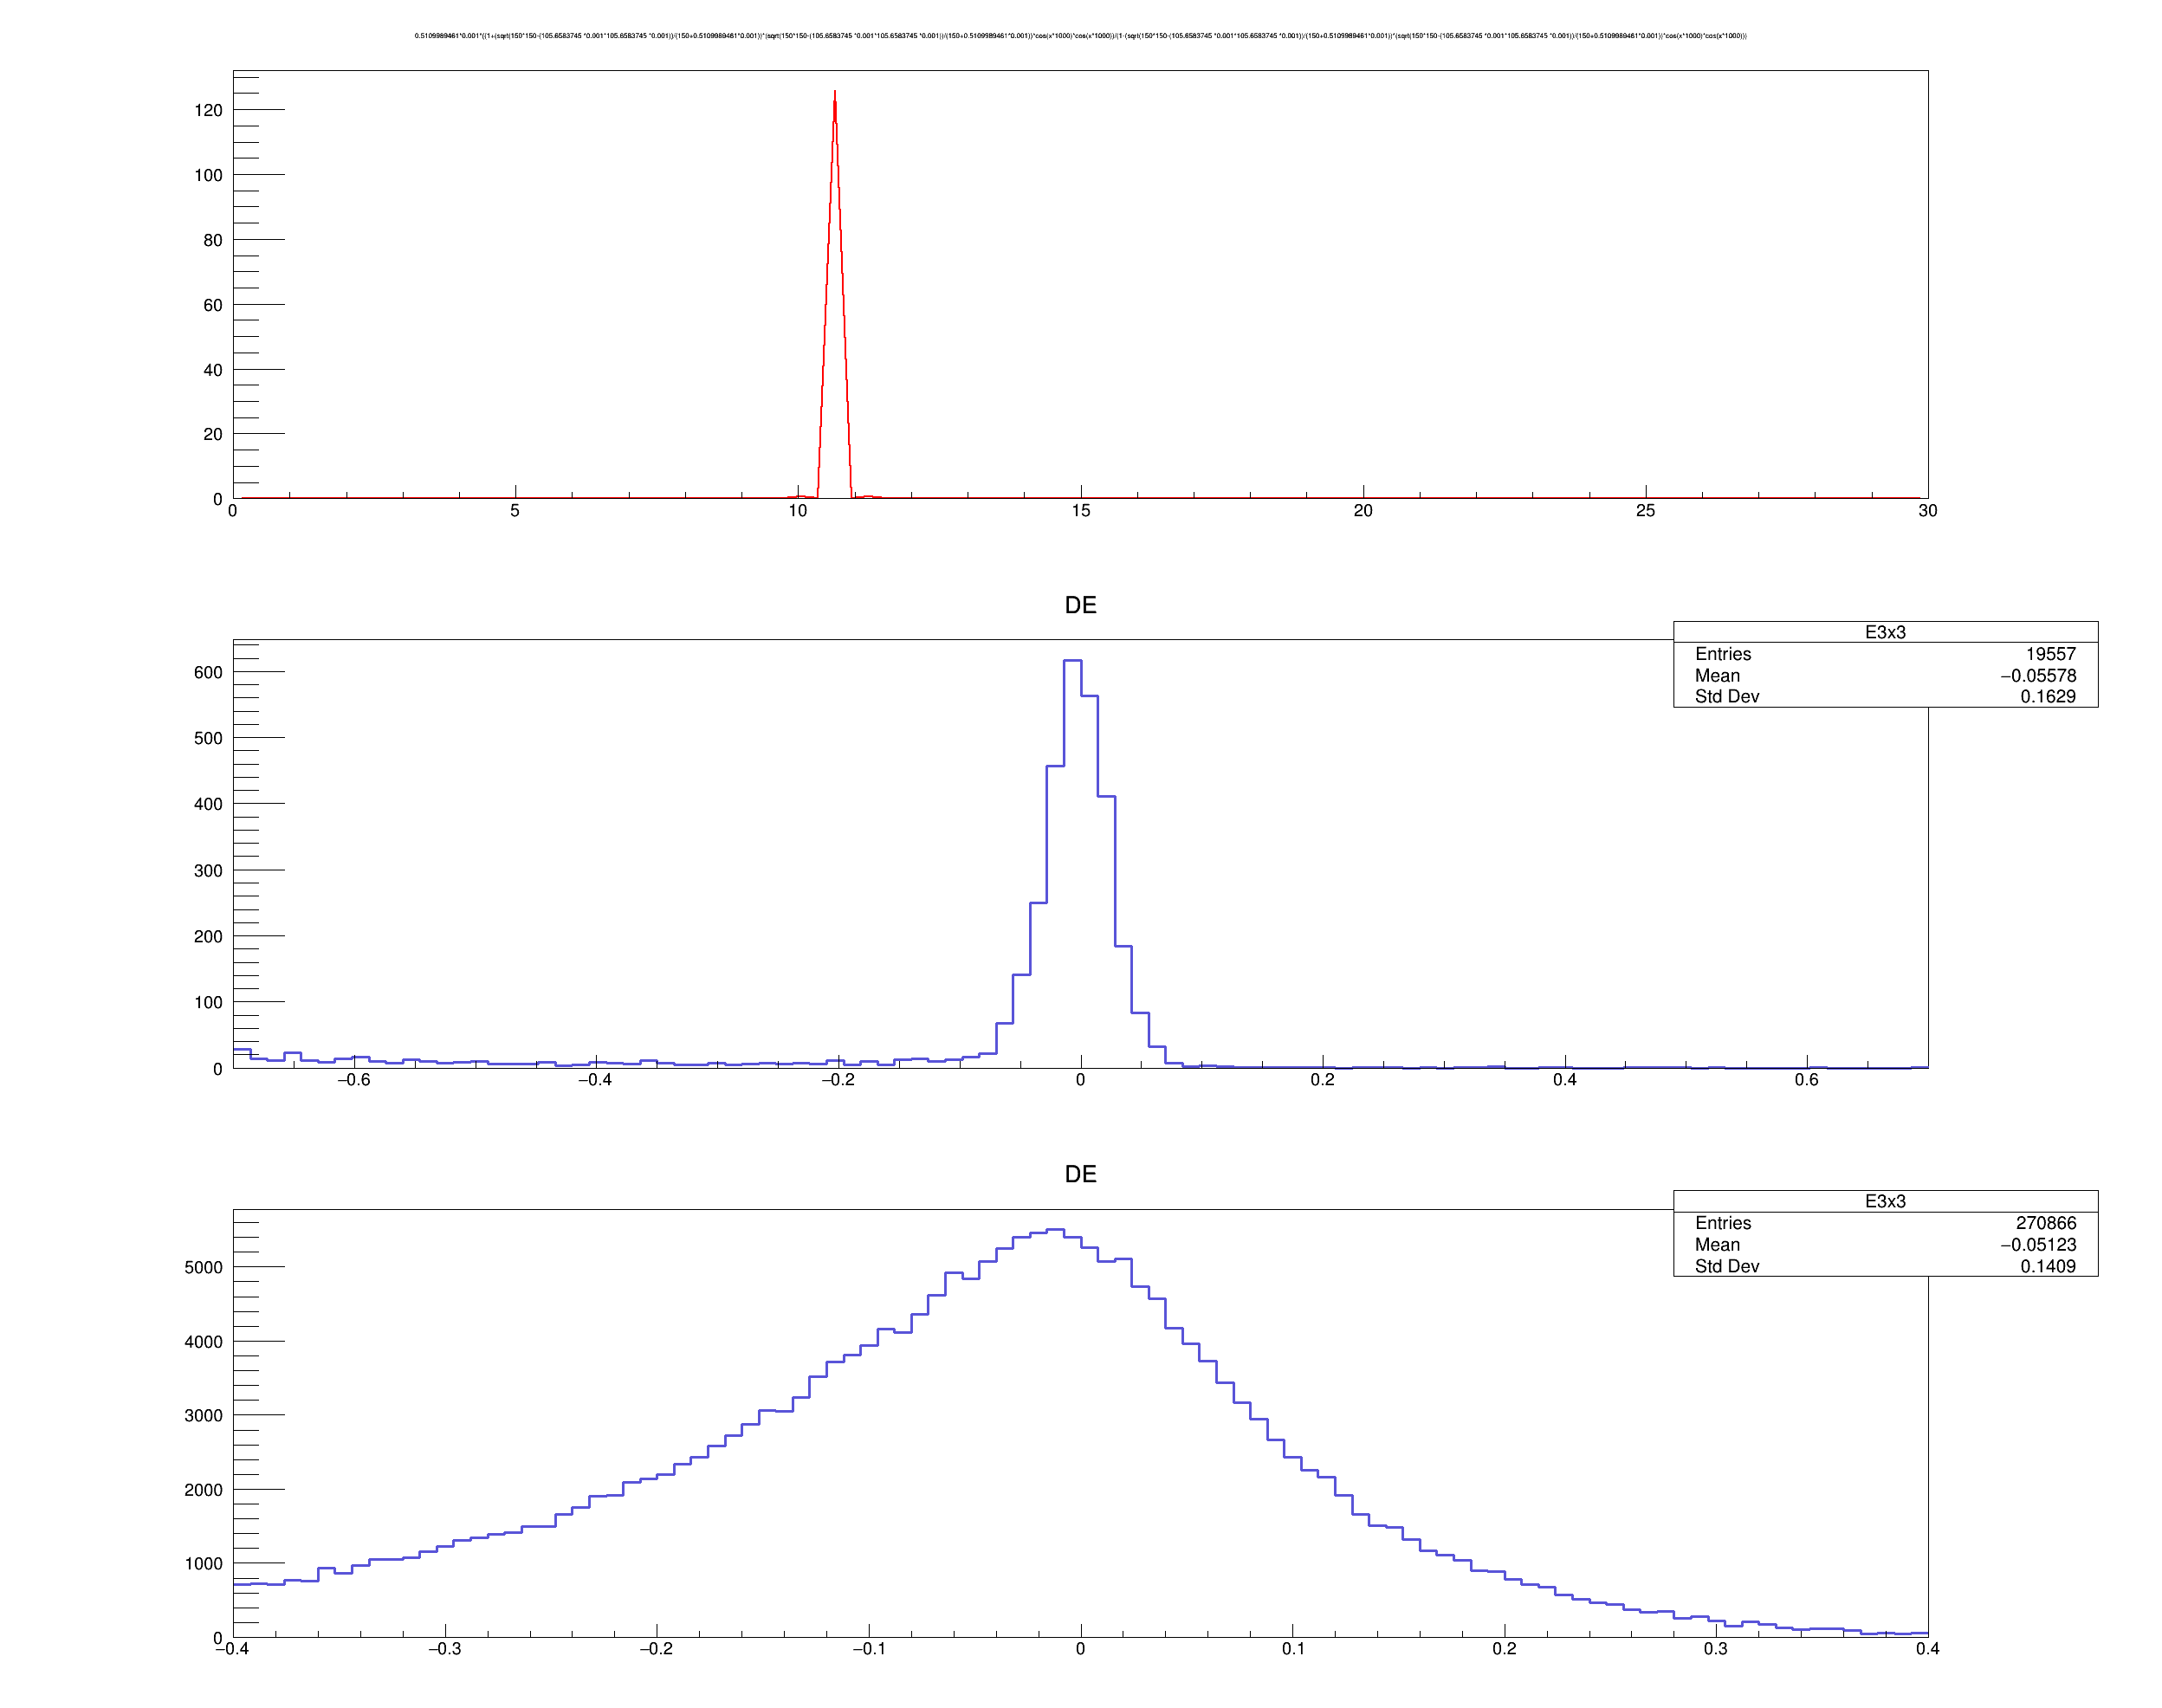 0.5109989461*0.001*((1+(sqrt(150*150-(105.6583745 *0.001*105.6583745 *0.001))/(150+0.5109989461*0.001))*(sqrt(150*150-(105.6583745 *0.001*105.6583745 *0.001))/(150+0.5109989461*0.001))*cos(x*1000)*cos(x*1000))/(1-(sqrt(150*150-(105.6583745 *0.001*105.6583745 *0.001))/(150+0.5109989461*0.001))*(sqrt(150*150-(105.6583745 *0.001*105.6583745 *0.001))/(150+0.5109989461*0.001))*cos(x*1000)*cos(x*1000)))
120
100
80
60
40
20
0
0 5 10 15 20 25 30
DE
E3x3
Entries 19557
Mean −0.05578
Std Dev 0.1629
600
500
400
300
200
100
0
−0.6 −0.4 −0.2 0 0.2 0.4 0.6
DE
E3x3
Entries 270866
Mean −0.05123
Std Dev 0.1409
5000
4000
3000
2000
1000
0
−0.4 −0.3 −0.2 −0.1 0 0.1 0.2 0.3 0.4